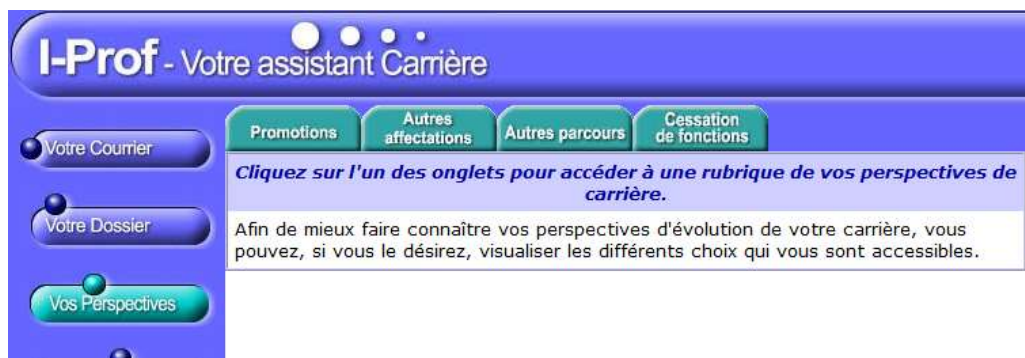 I-Prof - Votre assistant Carrière
Promotions
Autres
affectations
Autres parcours
Cessation
de fonctions
Votre Courrier
Cliquez sur l'un des onglets pour accéder à une rubrique de vos perspectives de
carrière.
Votre Dossier
Afin de mieux faire connaître vos perspectives d'évolution de votre carrière, vous
pouvez, si vous le désirez, visualiser les différents choix qui vous sont accessibles.
Vos Perspectives